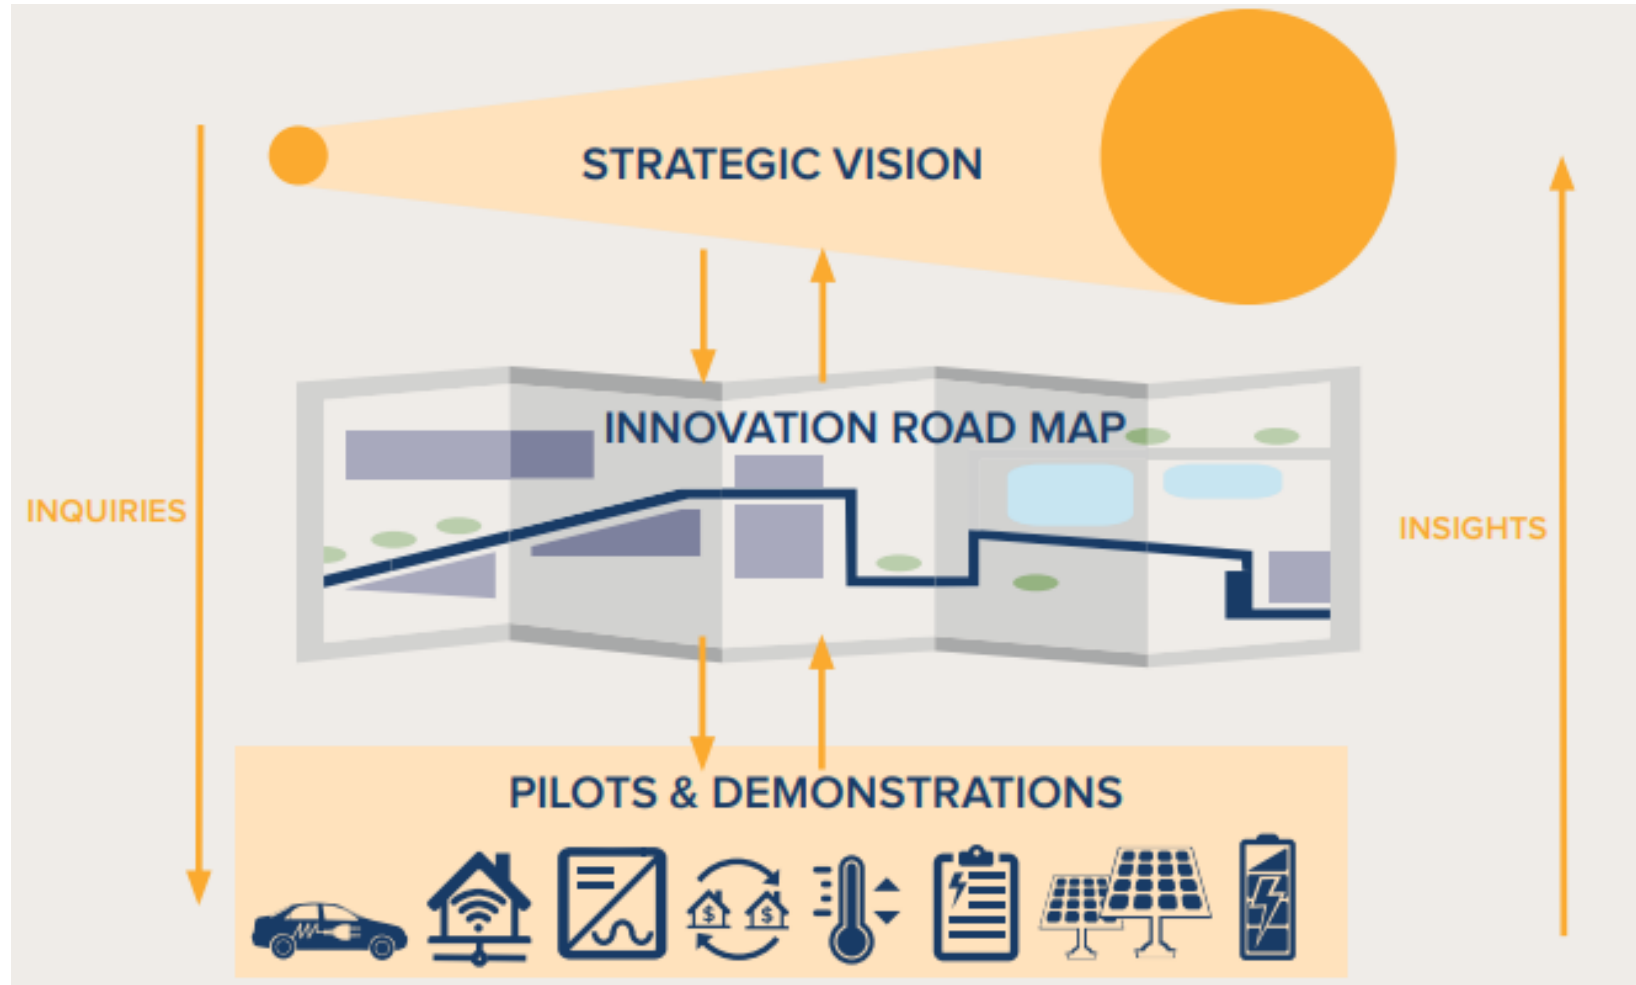 STRATEGIC VISION
INNOVATION ROAD MAP
INQUIRIES
INSIGHTS
PILOTS & DEMONSTRATIONS
$ $